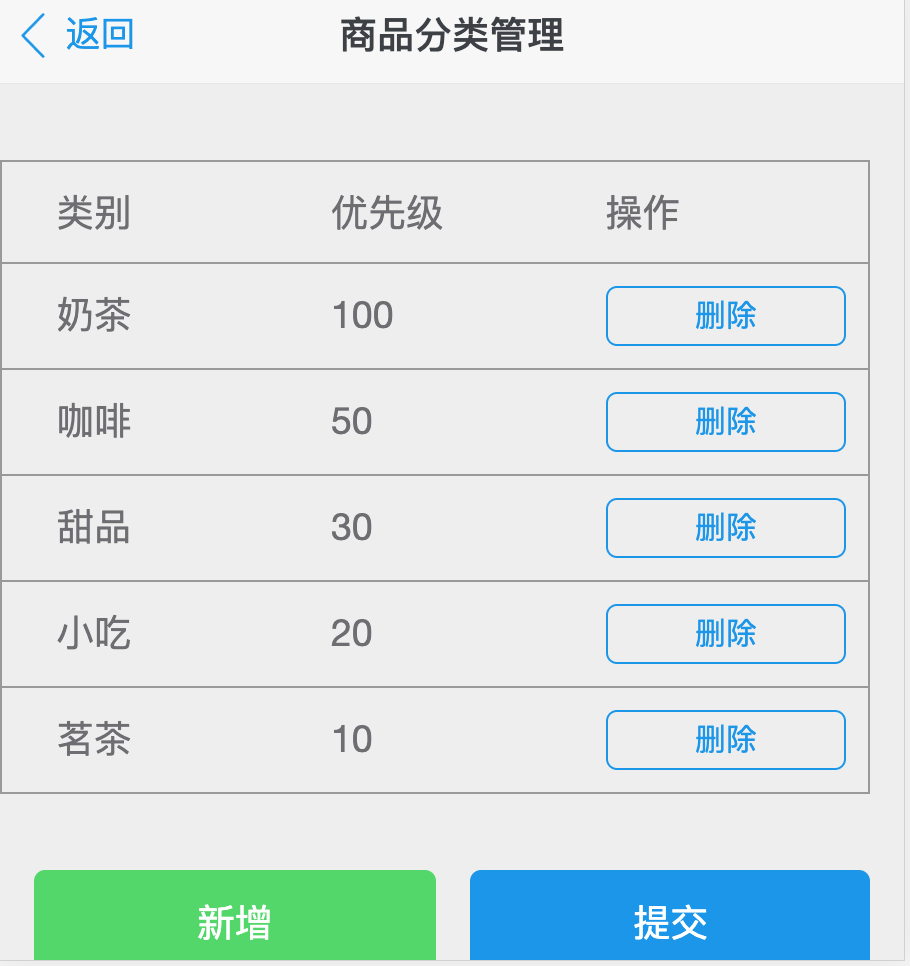 返回 商品分类管理
类别 优先级 操作
奶茶 100 删除
咖啡 50 删除
甜品 30 删除
小吃 20 删除
茗茶 10 删除
新增 提交